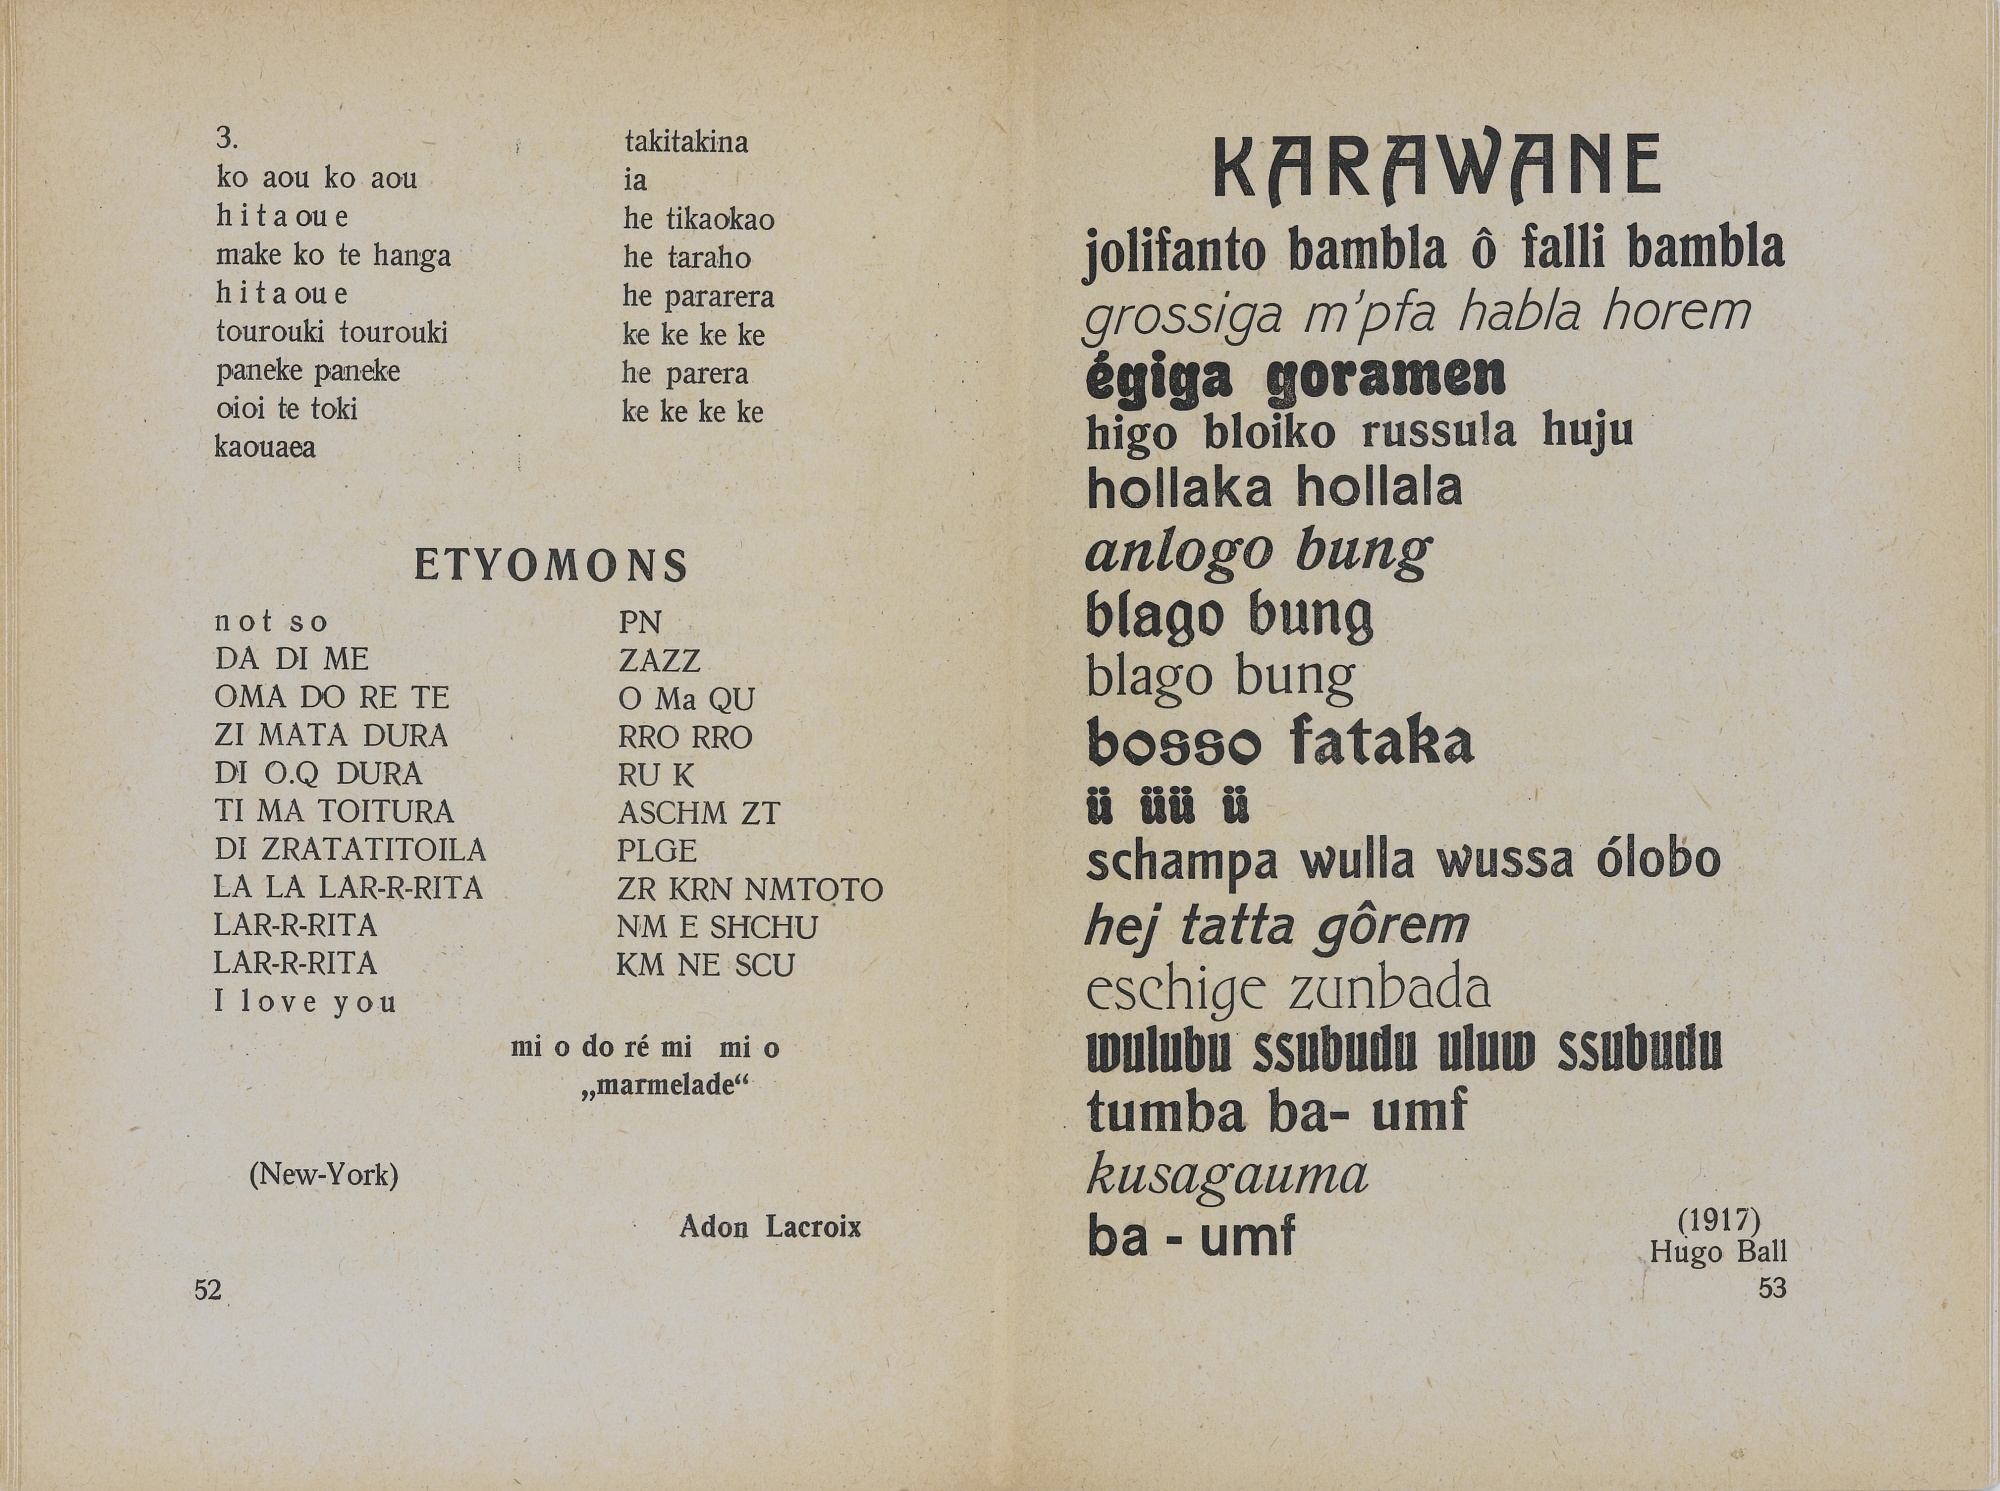 3.
ko aou ko aou
hitaoue
make ko te hanga
hitaoue
tourouki tourouki
paneke paneke
oioi te toki
kaouaea
takitakina
ia
he tikaokao
he taraho
he pararera
ke ke ke ke
he parera
ke ke ke ke
ETYOMONS
not so
DA DI ME
OMA DO RE TE
ZI MATA DURA
DI O.Q DURA
TI MA TOITURA
DI ZRATATITOILA
LA LA LAR-R-RITA
LAR-R-RITA
LAR-R-RITA
I love you
PN
ZAZZ
O Ma QU
RRO RRO
RU K
ASCHM ZT
PLGE
ZR KRN NMTOTO
NM E SHCHU
KM NE SCU
mi o do ré mi mi o
„marmelade“
(New-York)
Adon Lacroix
52
KARAWANE
jolifanto bambla ô falli bambla
grossiga m’pfa habla horem
égiga goramen
higo bloiko russula huju
hollaka hollala
anlogo bung
blago bung
blago bung
bosso fataka
ü üü ü
schampa wulla wussa ólobo
hej tatta gôrem
eschige zunbada
wulubu ssubudu uluw ssubudu
tumba ba- umf
kusagauma
ba - umf
(1917)
Hugo Ball
53